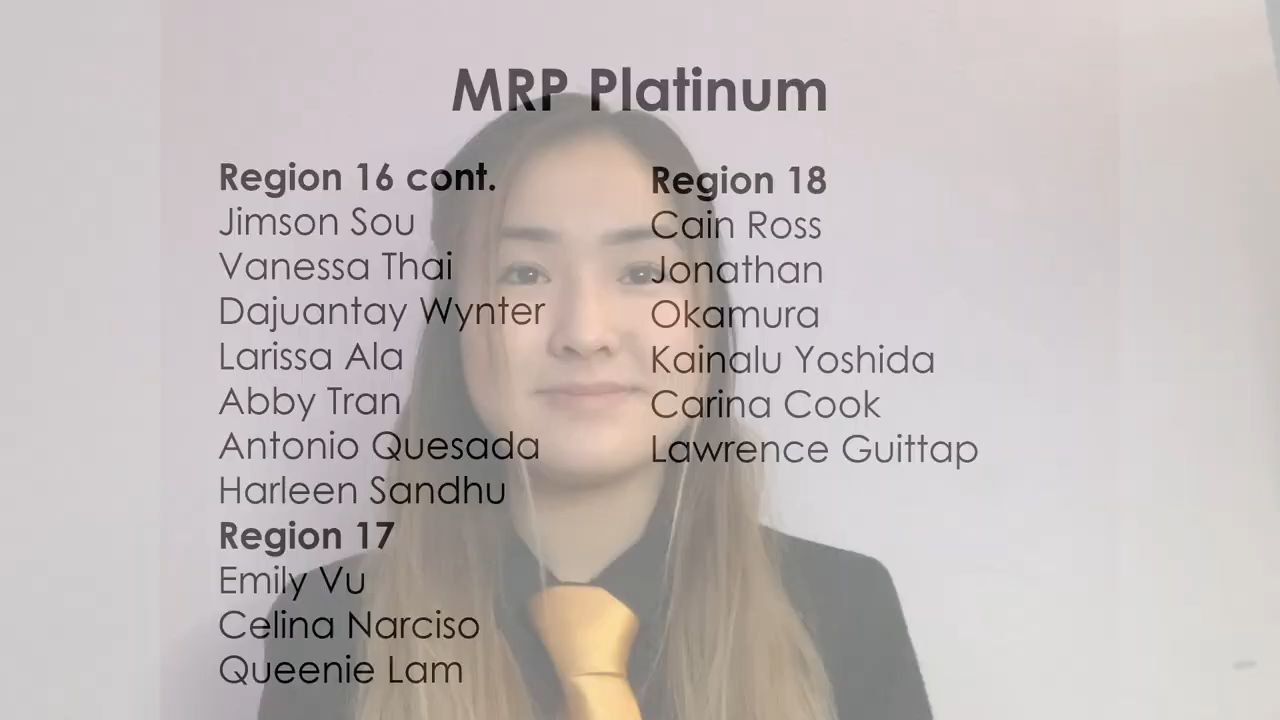 MRP Platinum
Region 16 cont.
Jimson Sou
Vanessa Thai
Dajuantay Wynter
Larissa Ala
Abby Tran
Antonio Quesada
Harleen Sandhu
Region 17
Emily Vu
Celina Narciso
Queenie Lam
Region 18
Cain Ross
Jonathan
Okamura
Kainalu Yoshida
Carina Cook
Lawrence Guittap